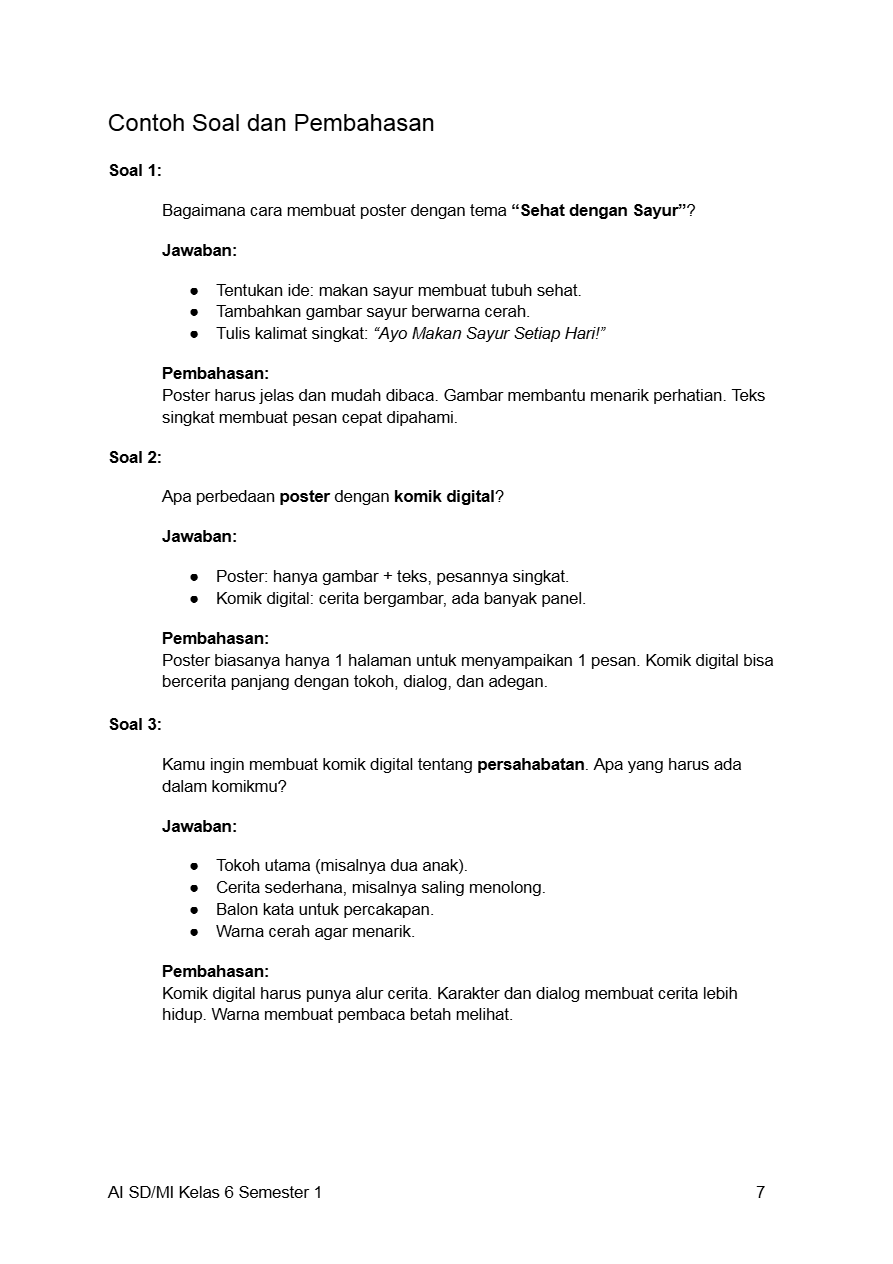 Contoh Soal dan Pembahasan
Soal 1:
Bagaimana cara membuat poster dengan tema “Sehat dengan Sayur”?
Jawaban:
● Tentukan ide: makan sayur membuat tubuh sehat.
● Tambahkan gambar sayur berwarna cerah.
● Tulis kalimat singkat: “Ayo Makan Sayur Setiap Hari!”
Pembahasan:
Poster harus jelas dan mudah dibaca. Gambar membantu menarik perhatian. Teks
singkat membuat pesan cepat dipahami.
Soal 2:
Apa perbedaan poster dengan komik digital?
Jawaban:
● Poster: hanya gambar + teks, pesannya singkat.
● Komik digital: cerita bergambar, ada banyak panel.
Pembahasan:
Poster biasanya hanya 1 halaman untuk menyampaikan 1 pesan. Komik digital bisa
bercerita panjang dengan tokoh, dialog, dan adegan.
Soal 3:
Kamu ingin membuat komik digital tentang persahabatan. Apa yang harus ada
dalam komikmu?
Jawaban:
● Tokoh utama (misalnya dua anak).
● Cerita sederhana, misalnya saling menolong.
● Balon kata untuk percakapan.
● Warna cerah agar menarik.
Pembahasan:
Komik digital harus punya alur cerita. Karakter dan dialog membuat cerita lebih
hidup. Warna membuat pembaca betah melihat.
AI SD/MI Kelas 6 Semester 1 7